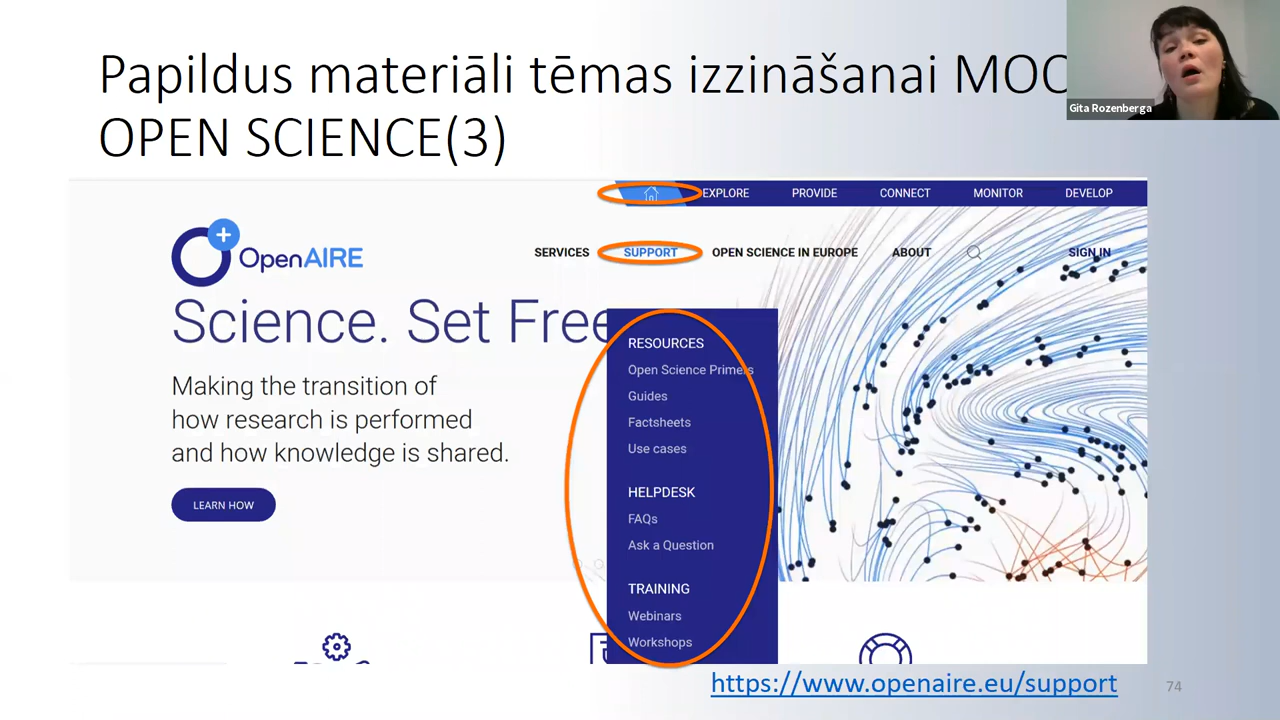 Papildus materiāli tēmas izzināšanai MOO
OPEN SCIENCE(3)
Gita Rozenberga
EXPLORE PROVIDE CONNECT MONITOR DEVELOP
OpenAIRE
SERVICES SUPPORT OPEN SCIENCE IN EUROPE ABOUT SIGN IN
Science. Set Free
Making the transition of
how research is performed
and how knowledge is shared.
LEARN HOW
RESOURCES
Open Science Primers
Guides
Factsheets
Use cases
HELPDESK
FAQs
Ask a Question
TRAINING
Webinars
Workshops
https://www.openaire.eu/support
74